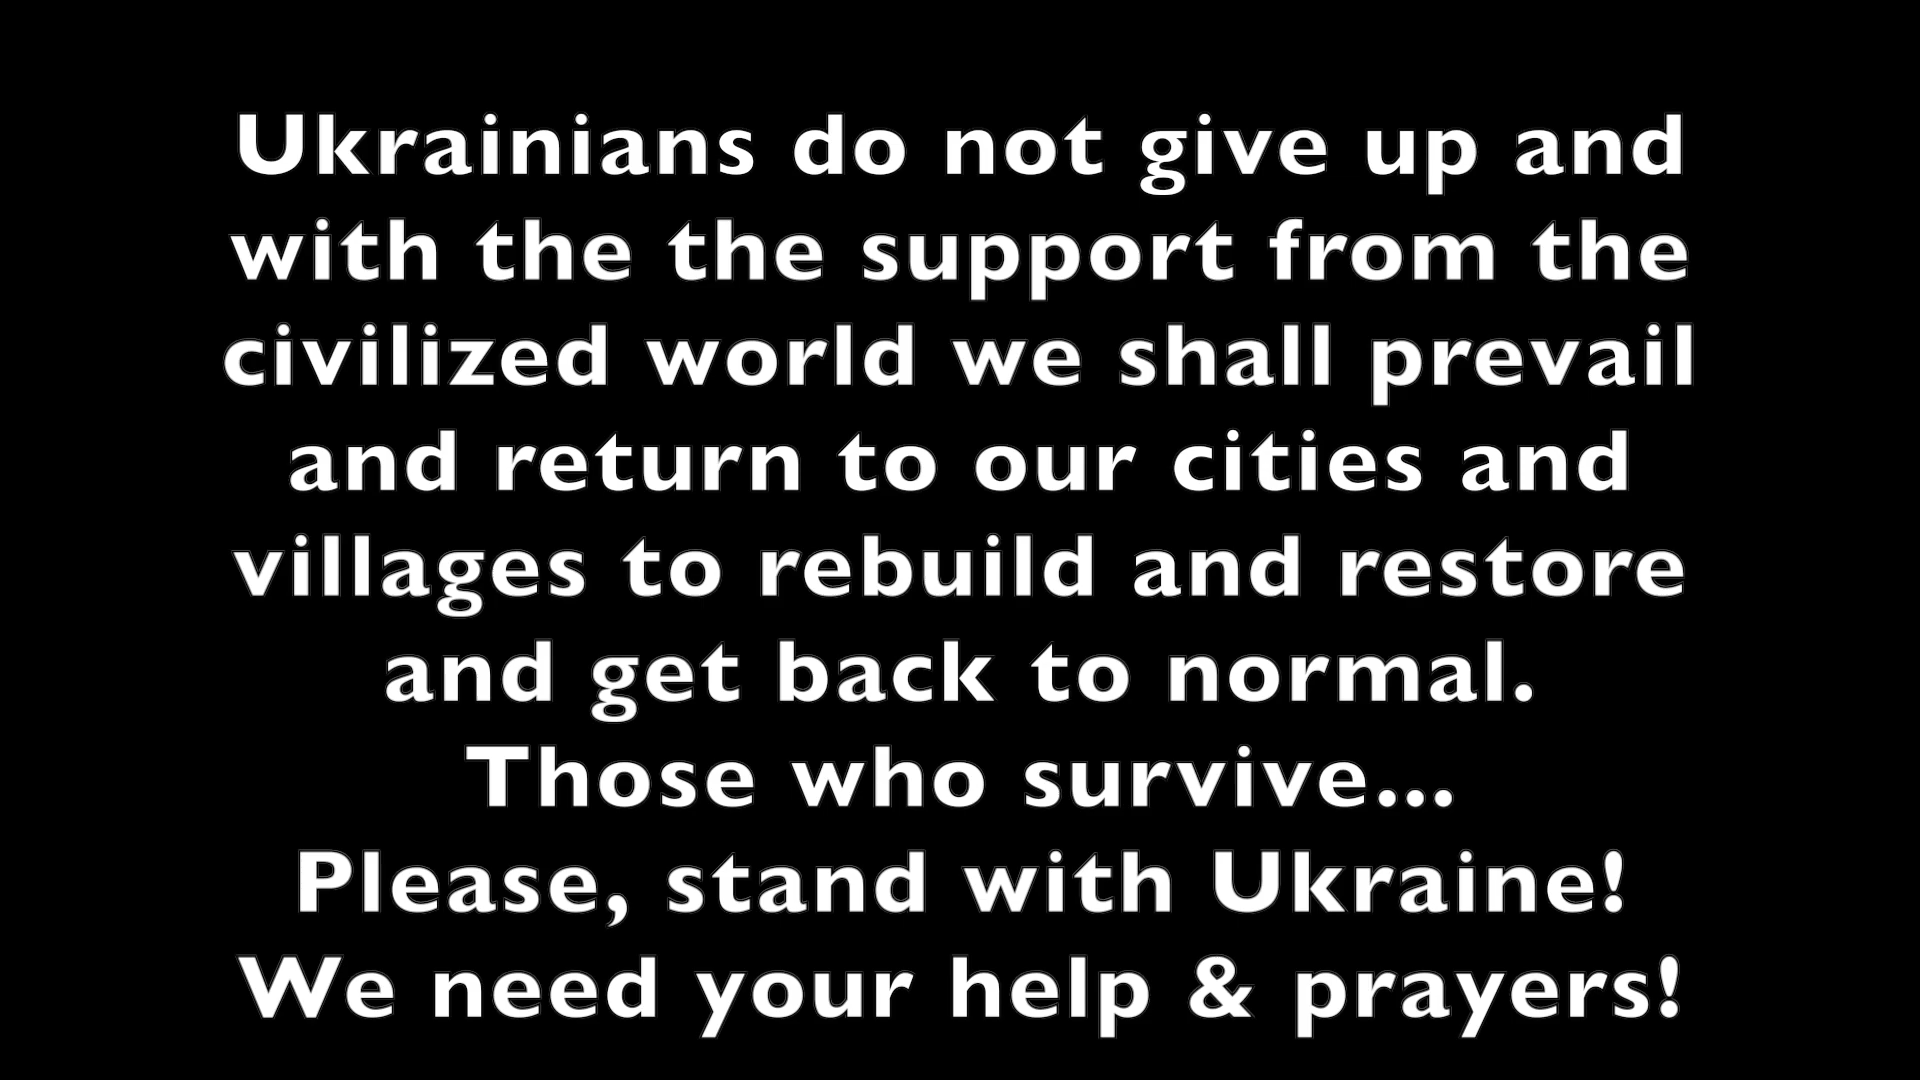 Ukrainians do not give up and
with the the support from the
civilized world we shall prevail
and return to our cities and
villages to rebuild and restore
and get back to normal.
Those who survive...
Please, stand with Ukraine!
We need your help & prayers!